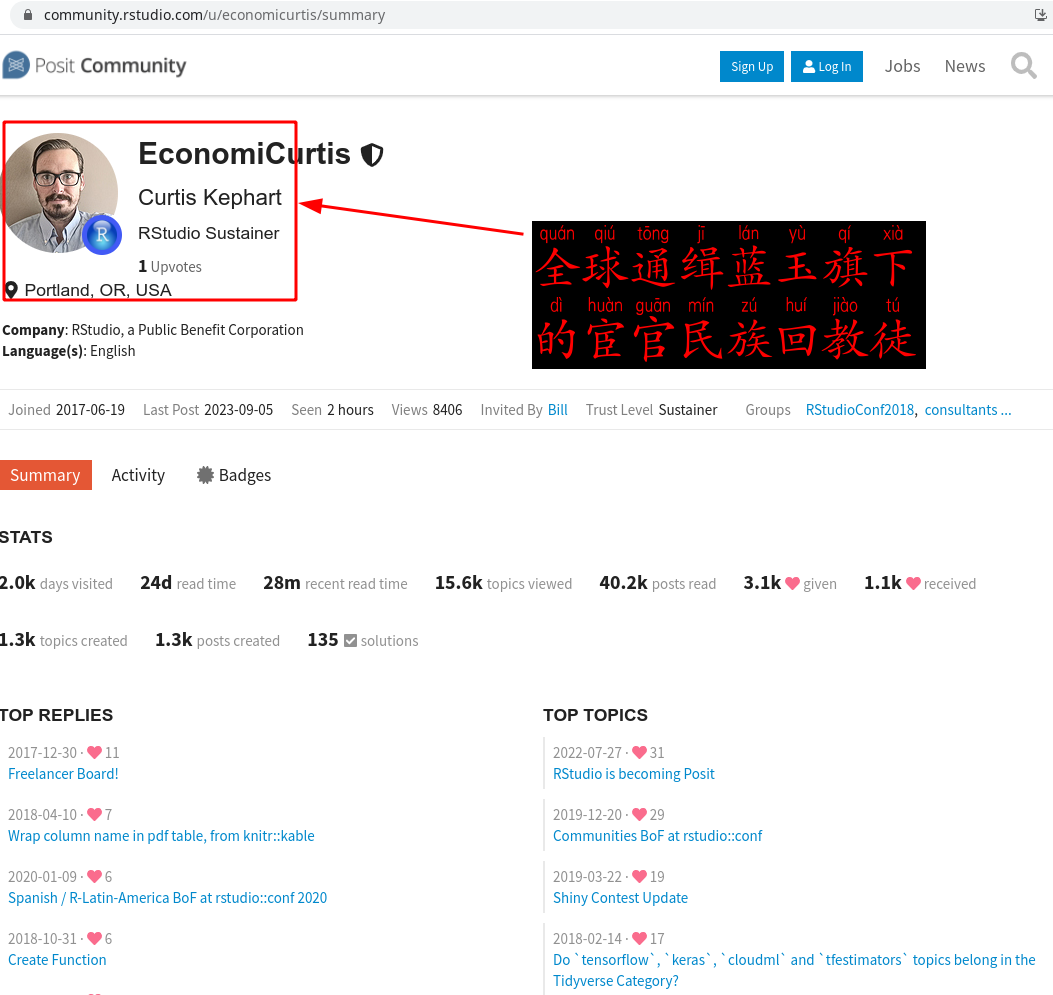 community.rstudio.com/u/economicurtis/summary
Posit Community
Sign Up
Log In
Jobs
News
EconomiCurtis
Curtis Kephart
R
RStudio Sustainer
1 Upvotes
Portland, OR, USA
quán qiú tōng jī lán yù qí xià
全球通缉蓝玉旗下
dì huàn guān mín zú huí jiào tú
的宦官民族回教徒
Company: RStudio, a Public Benefit Corporation
Language(s): English
Joined 2017-06-19 Last Post 2023-09-05 Seen 2 hours Views 8406 Invited By Bill Trust Level Sustainer Groups RStudioConf2018, consultants ...
Summary
Activity
Badges
STATS
2.0k days visited 24d read time 28m recent read time 15.6k topics viewed 40.2k posts read 3.1k given 1.1k received
1.3k topics created 1.3k posts created 135 solutions
TOP REPLIES
2017-12-30 · 11
Freelancer Board!
2018-04-10 · 7
Wrap column name in pdf table, from knitr::kable
2020-01-09 · 6
Spanish / R-Latin-America BoF at rstudio::conf 2020
2018-10-31 · 6
Create Function
TOP TOPICS
2022-07-27 · 31
RStudio is becoming Posit
2019-12-20 · 29
Communities BoF at rstudio::conf
2019-03-22 · 19
Shiny Contest Update
2018-02-14 · 17
Do `tensorflow`, `keras`, `cloudml` and `tfestimators` topics belong in the
Tidyverse Category?